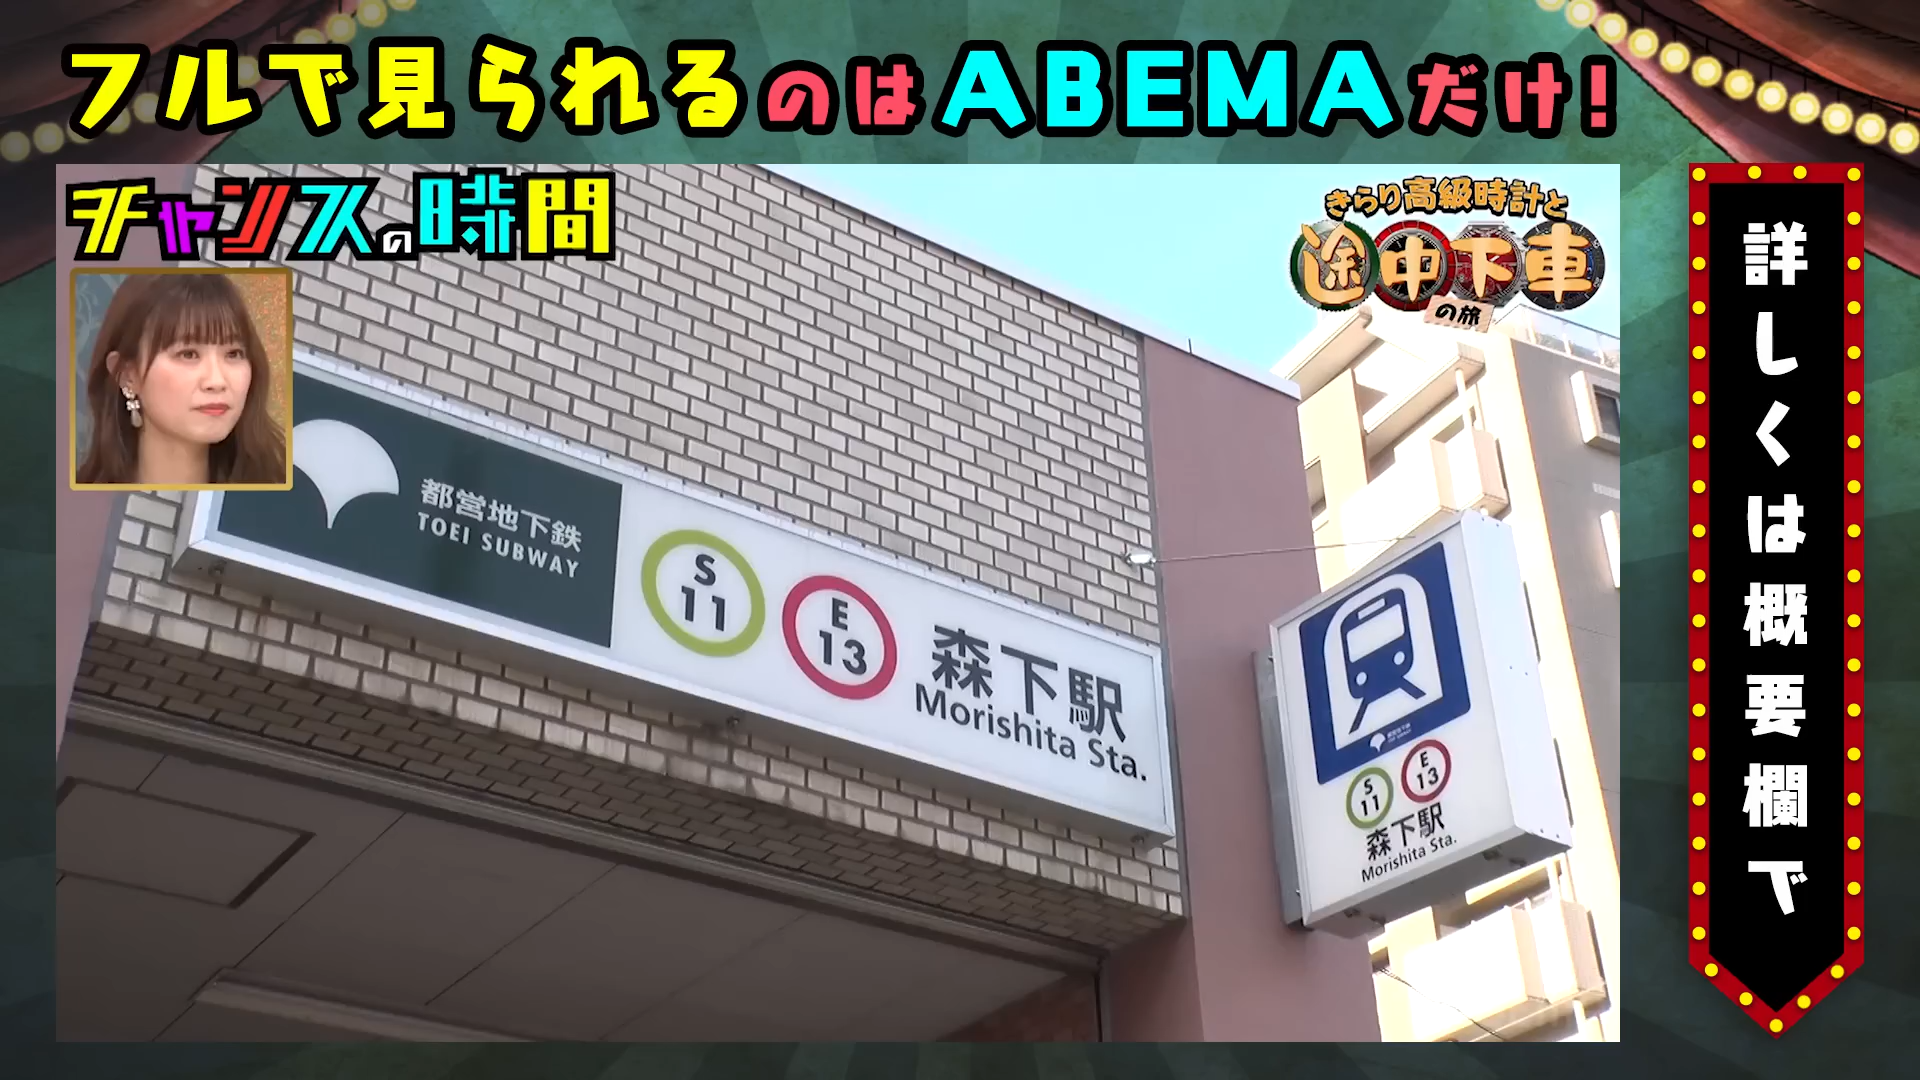 フルで見られるのはABEMAだけ!
チャンスの時間
きらり高級時計と
途中下車
の旅
詳しくは概要欄で
都営地下鉄
TOEI SUBWAY
S
11
E
13
森下駅
Morishita Sta.
S
11
E
13
森下駅
Morishita Sta.